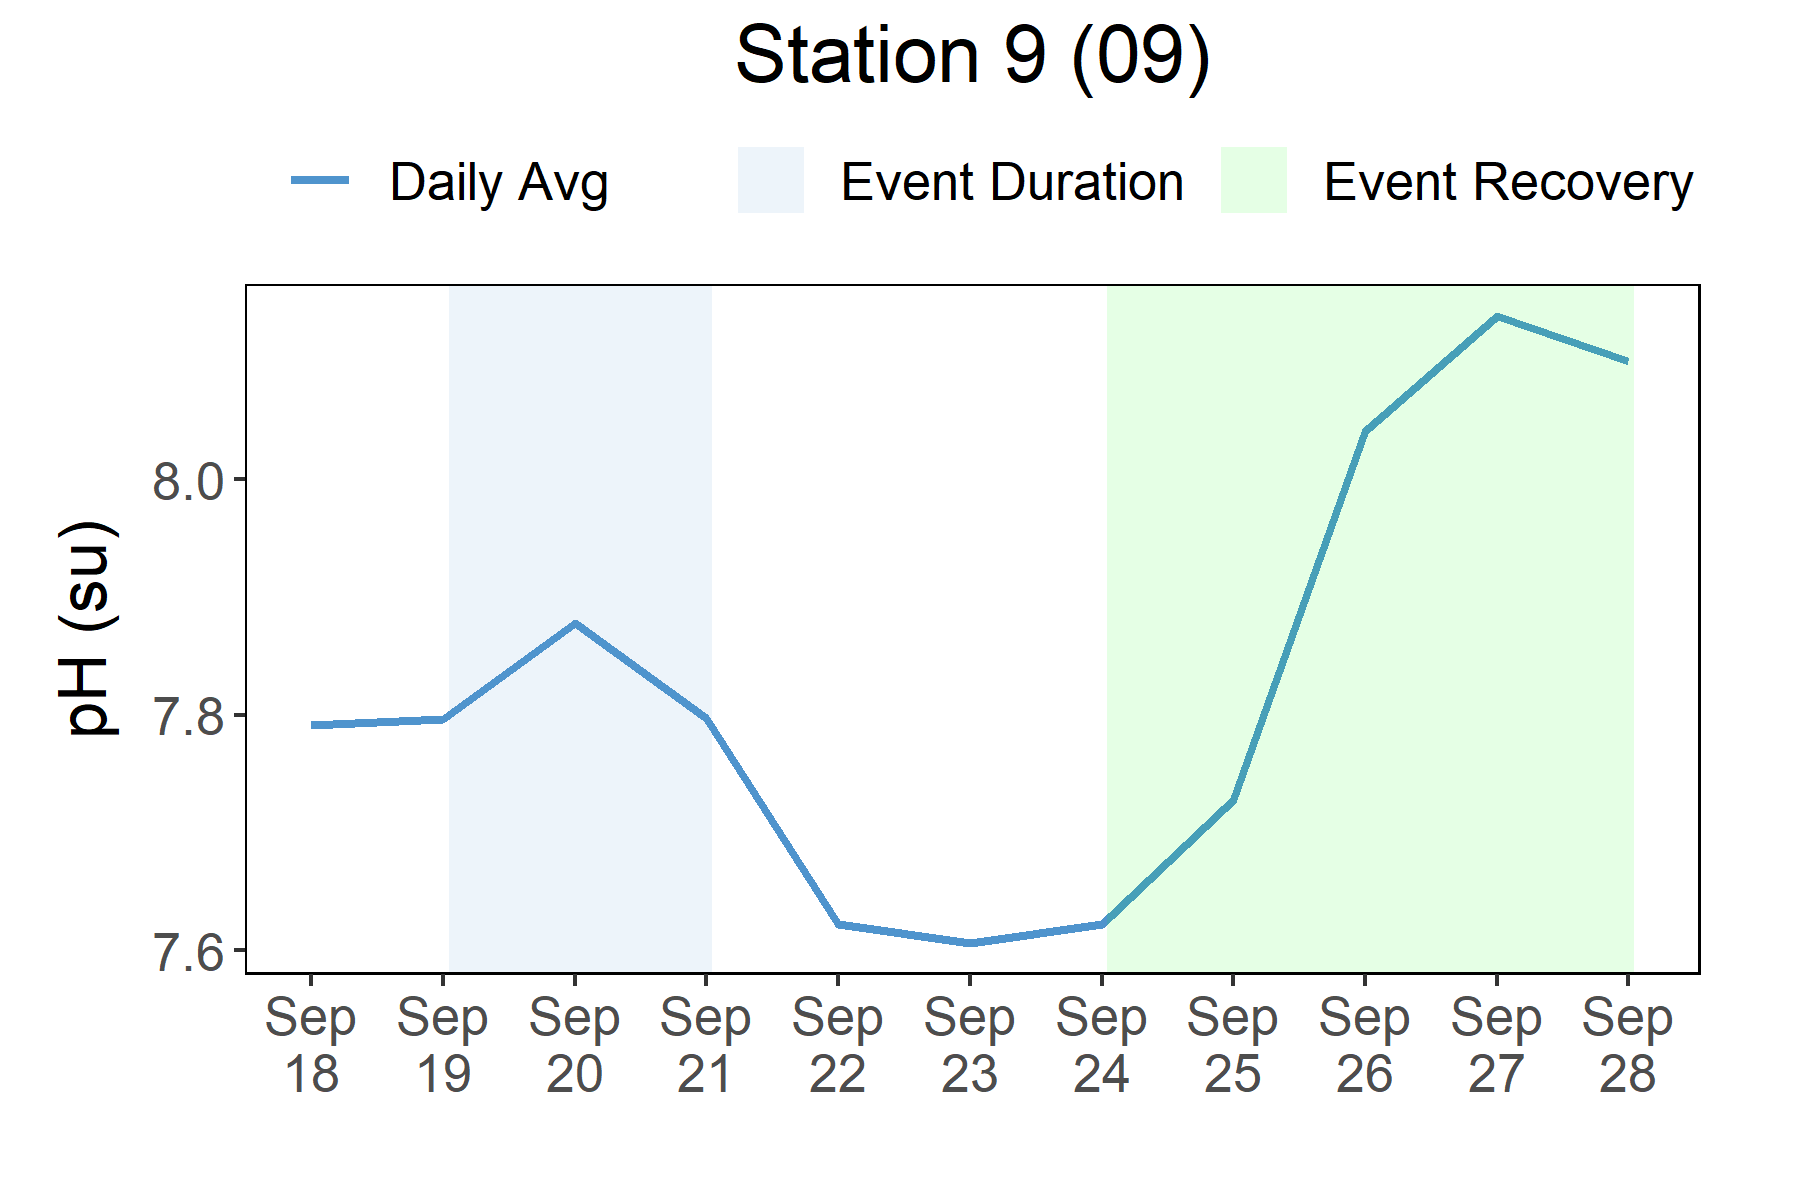 Station 9 (09)
Daily Avg Event Duration Event Recovery
pH (su)
8.0
7.8
7.6
Sep Sep Sep Sep Sep Sep Sep Sep Sep Sep Sep
18 19 20 21 22 23 24 25 26 27 28